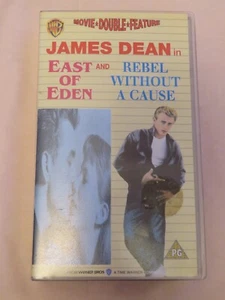 MOVIE DOUBLE FEATURE
JAMES DEAN in
EAST AND REBEL
OF WITHOUT
EDEN A CAUSE
PG